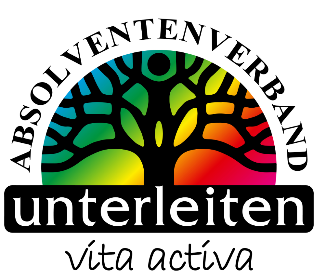 ABSOLVENTENVERBAND
unterleiten
vita activa